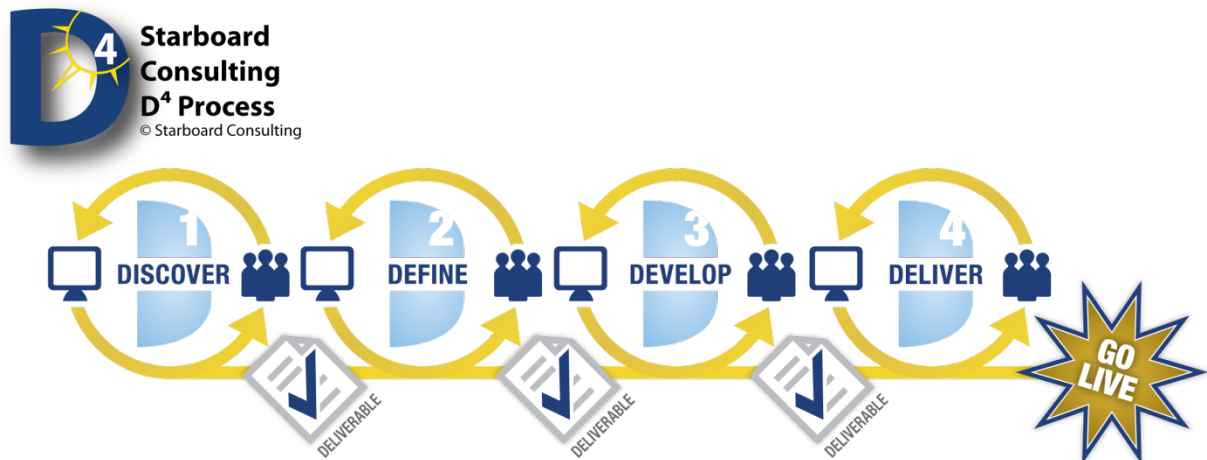 4
Starboard
Consulting
D⁴ Process
© Starboard Consulting
1
DISCOVER
2
DEFINE
3
DEVELOP
4
DELIVER
DELIVERABLE
DELIVERABLE
DELIVERABLE
GO
LIVE